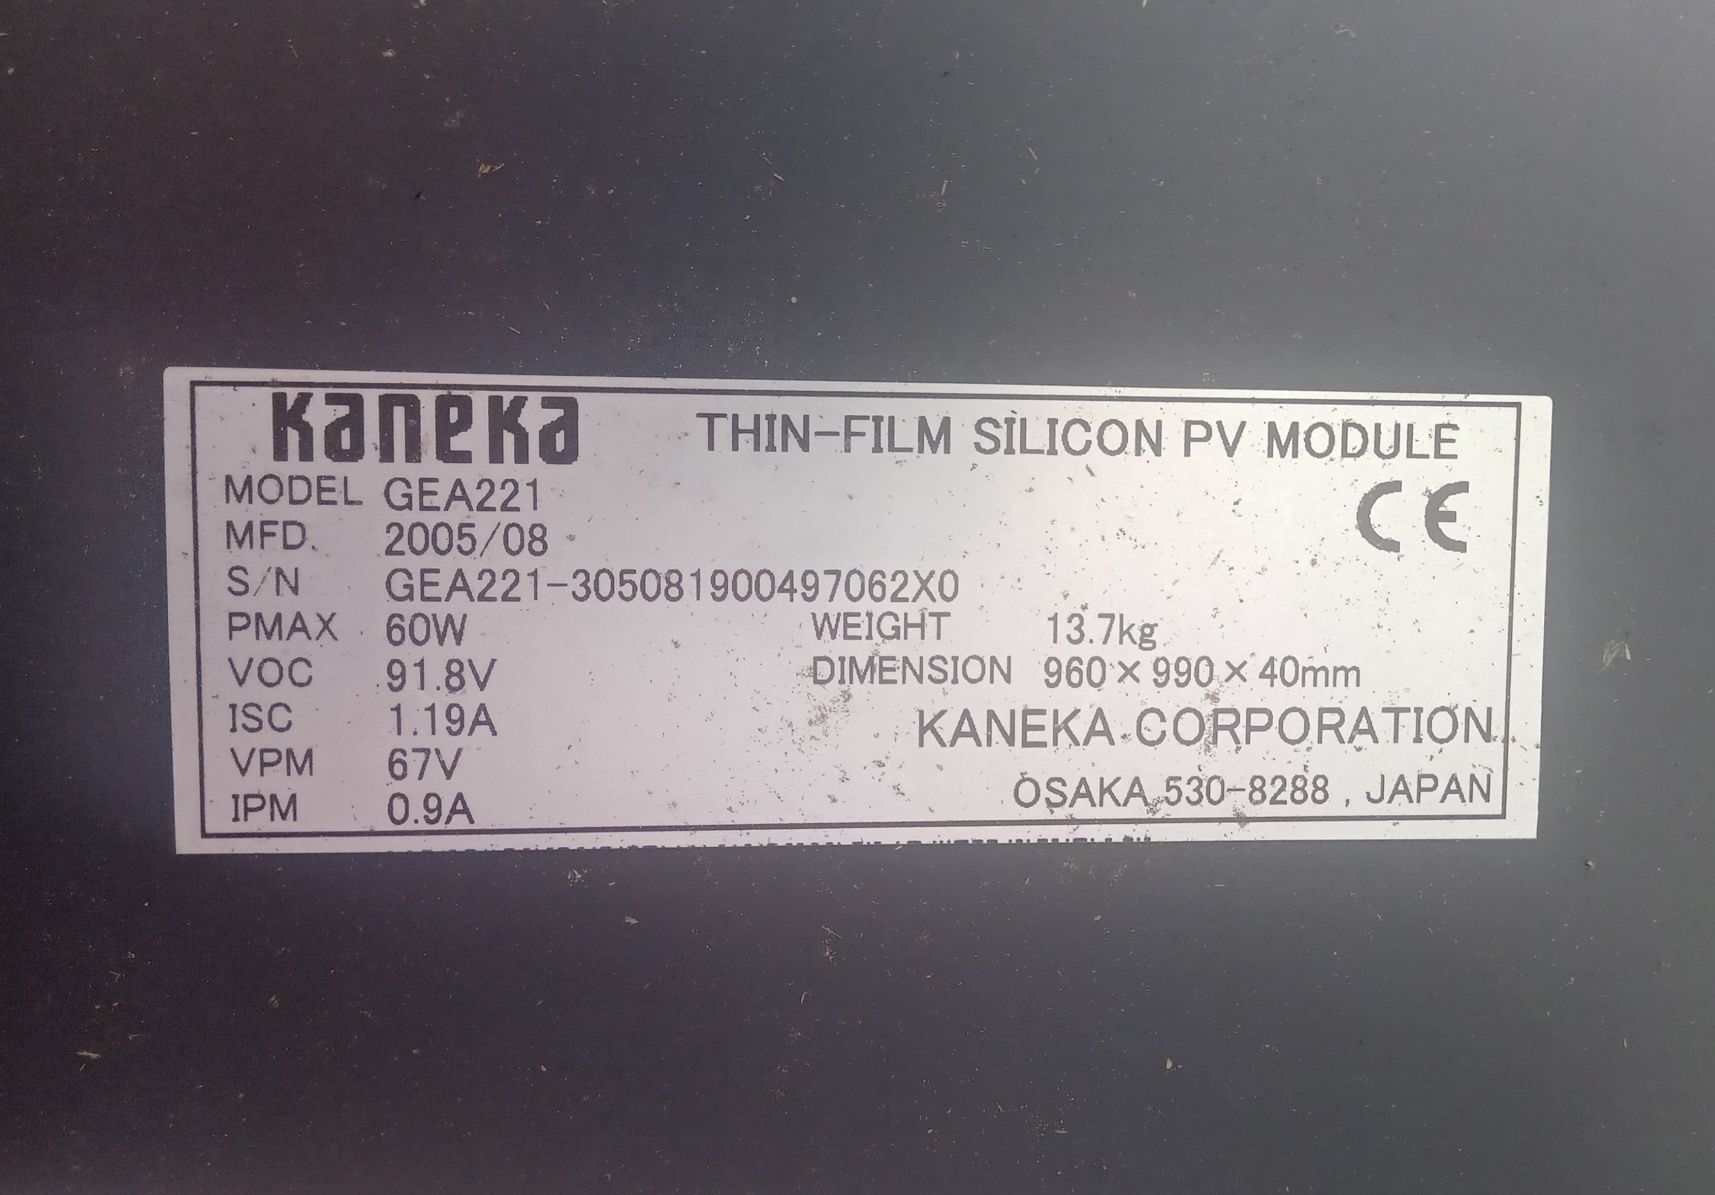 kaneka THIN-FILM SILICON PV MODULE
MODEL GEA221
CE
MFD. 2005/08
S/N GEA221-305081900497062X0
PMAX 60W WEIGHT 13.7kg
VOC 91.8V DIMENSION 960×990×40mm
ISC 1.19A KANEKA CORPORATION
VPM 67V
IPM 0.9A OSAKA 530-8288 , JAPAN